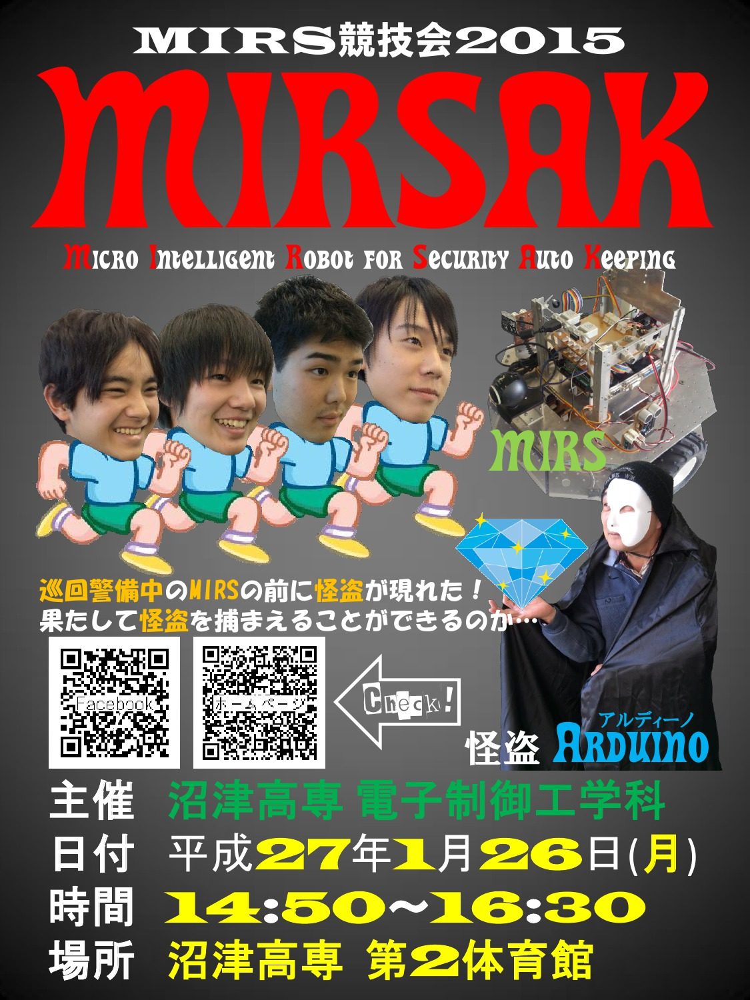 MIRS競技会2015
MIRSAK
Micro Intelligent Robot for Security Auto Keeping
MIRS
巡回警備中のMIRSの前に怪盗が現れた！
果たして怪盗を捕まえることができるのか…
Facebook
ホームページ
Check!
アルディーノ
怪盗 Arduino
主催 沼津高専 電子制御工学科
日付 平成27年1月26日(月)
時間 14:50~16:30
場所 沼津高専 第2体育館